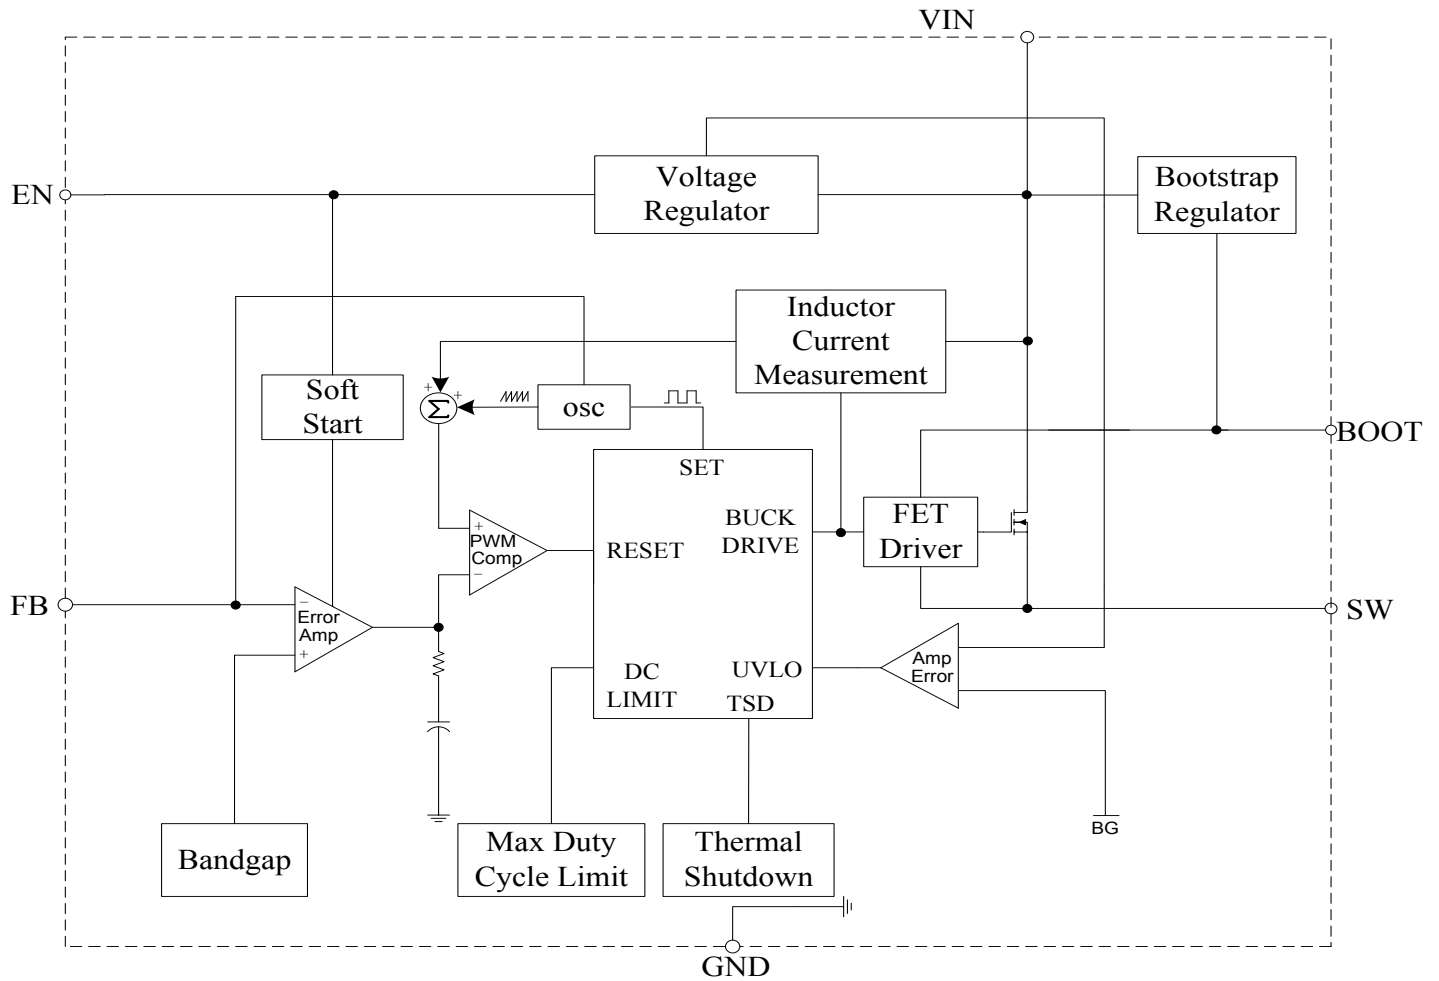 VIN
Voltage
Regulator
Bootstrap
Regulator
EN
Inductor
Current
Measurement
Soft
Start
+
+
Σ
osc
BOOT
SET
BUCK
DRIVE
FET
Driver
+
PWM
Comp
−
RESET
FB
−
Error
Amp
+
SW
DC
LIMIT
UVLO
TSD
Amp
Error
BG
Bandgap
Max Duty
Cycle Limit
Thermal
Shutdown
GND